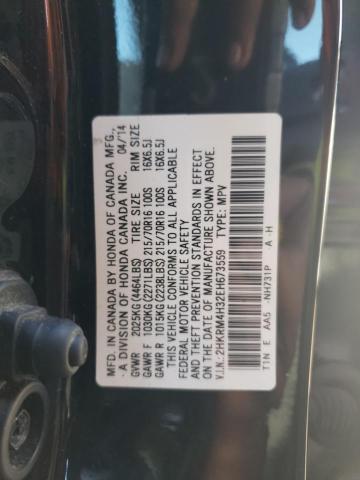 MFD. IN CANADA BY HONDA OF CANADA MFG.,
A DIVISION OF HONDA CANADA INC. 04/14
GVWR 2025KG (4464LBS) TIRE SIZE RIM SIZE
GAWR F 1030KG (2271LBS) 215/70R16 100S 16X6.5J
GAWR R 1015KG (2238LBS) 215/70R16 100S 16X6.5J
THIS VEHICLE CONFORMS TO ALL APPLICABLE
FEDERAL MOTOR VEHICLE SAFETY
AND THEFT PREVENTION STANDARDS IN EFFECT
ON THE DATE OF MANUFACTURE SHOWN ABOVE.
V.I.N.: 2HKRM4H32EH673559 TYPE: MPV
T1N E AA5 NH731P A -H